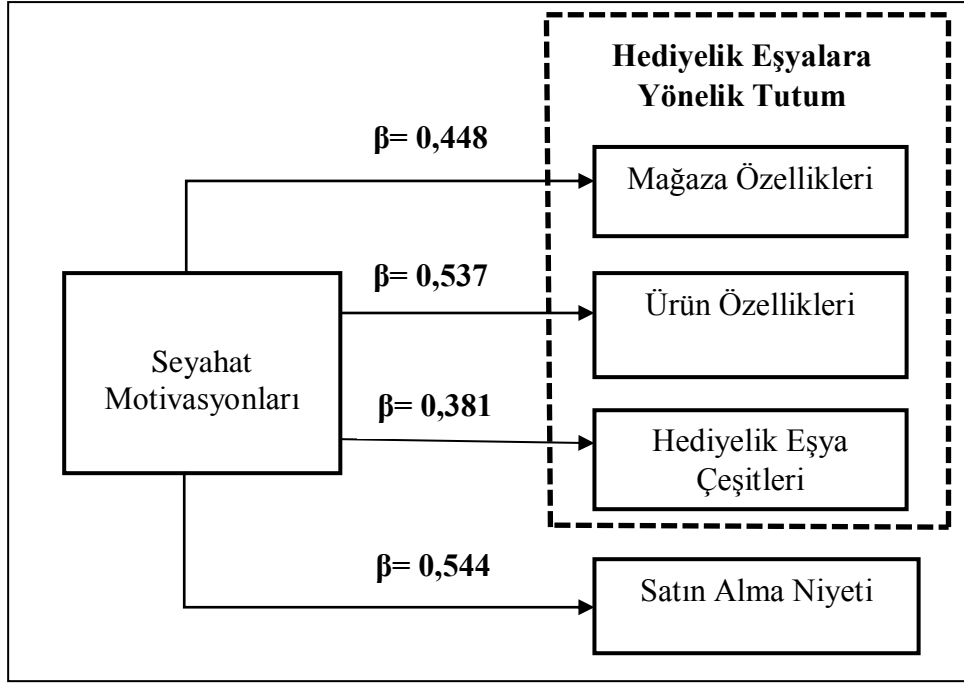 Hediyelik Eşyalara
Yönelik Tutum
β= 0,448
Mağaza Özellikleri
β= 0,537
Ürün Özellikleri
Seyahat
Motivasyonları
β= 0,381
Hediyelik Eşya
Çeşitleri
β= 0,544
Satın Alma Niyeti